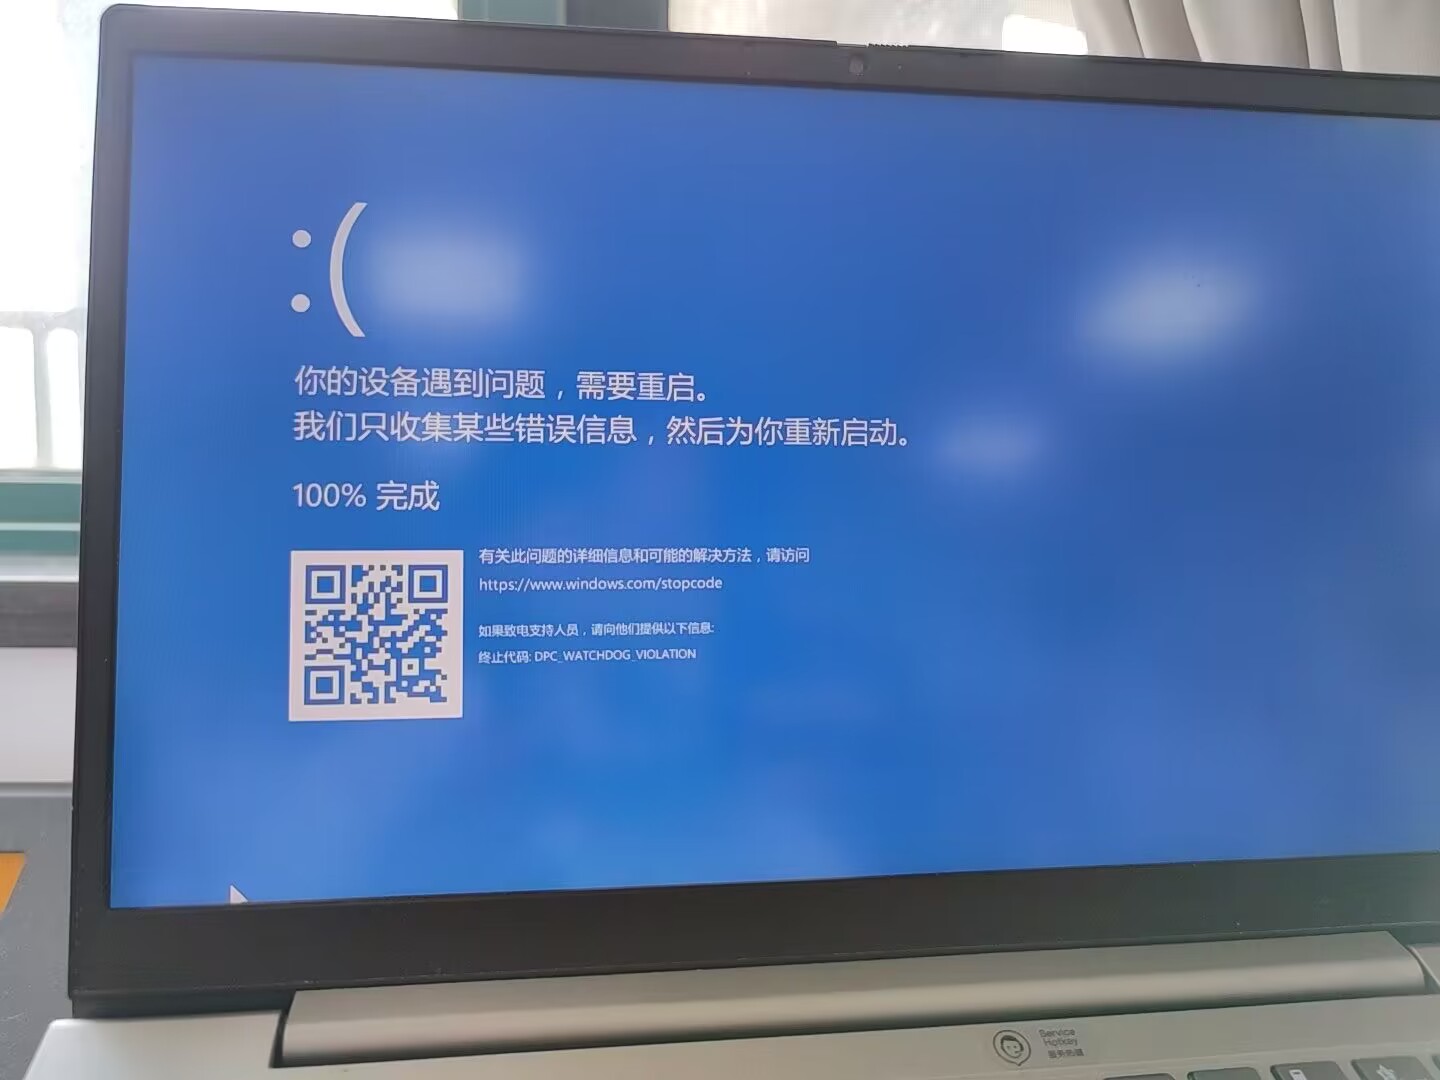 :(
你的设备遇到问题，需要重启。
我们只收集某些错误信息，然后为你重新启动。
100% 完成
有关此问题的详细信息和可能的解决方法，请访问
https://www.windows.com/stopcode
如果致电支持人员，请向他们提供以下信息:
终止代码: DPC_WATCHDOG_VIOLATION
Service
Hotkey
服务热键